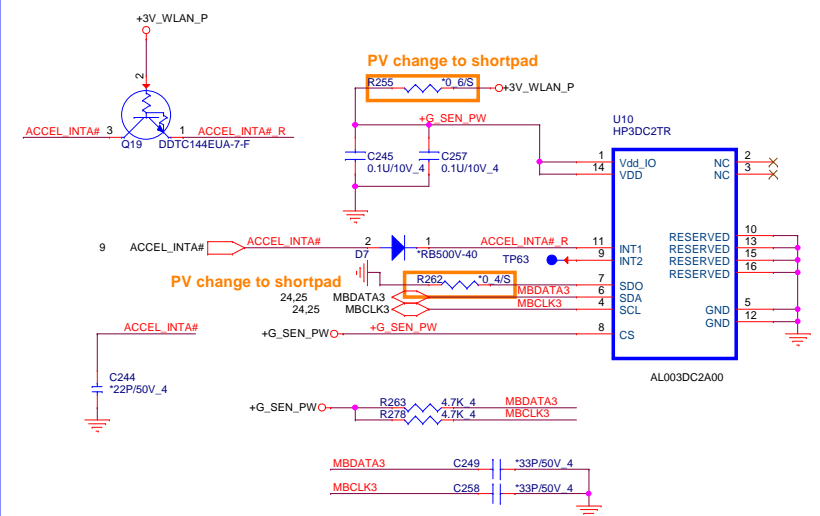 +3V_WLAN_P
2
ACCEL_INTA# 3 1 ACCEL_INTA#_R
Q19 DDTC144EUA-7-F
PV change to shortpad
R255 *0_6/S
+3V_WLAN_P
+G_SEN_PW
C245
0.1U/10V_4
C257
0.1U/10V_4
U10
HP3DC2TR
1 Vdd_IO NC 2
14 VDD NC 3
RESERVED 10
RESERVED 13
RESERVED 15
RESERVED 16
9 ACCEL_INTA# ACCEL_INTA# 2 1 ACCEL_INTA#_R 11 INT1
D7 *RB500V-40
TP63 9 INT2
PV change to shortpad
R262 *0_4/S 7 SDO
24,25 MBDATA3 MBDATA3 6 SDA
24,25 MBCLK3 MBCLK3 4 SCL
GND 5
GND 12
+G_SEN_PW +G_SEN_PW 8 CS
AL003DC2A00
ACCEL_INTA#
C244
*22P/50V_4
+G_SEN_PW R263 4.7K_4 MBDATA3
R278 4.7K_4 MBCLK3
MBDATA3 C249 *33P/50V_4
MBCLK3 C258 *33P/50V_4